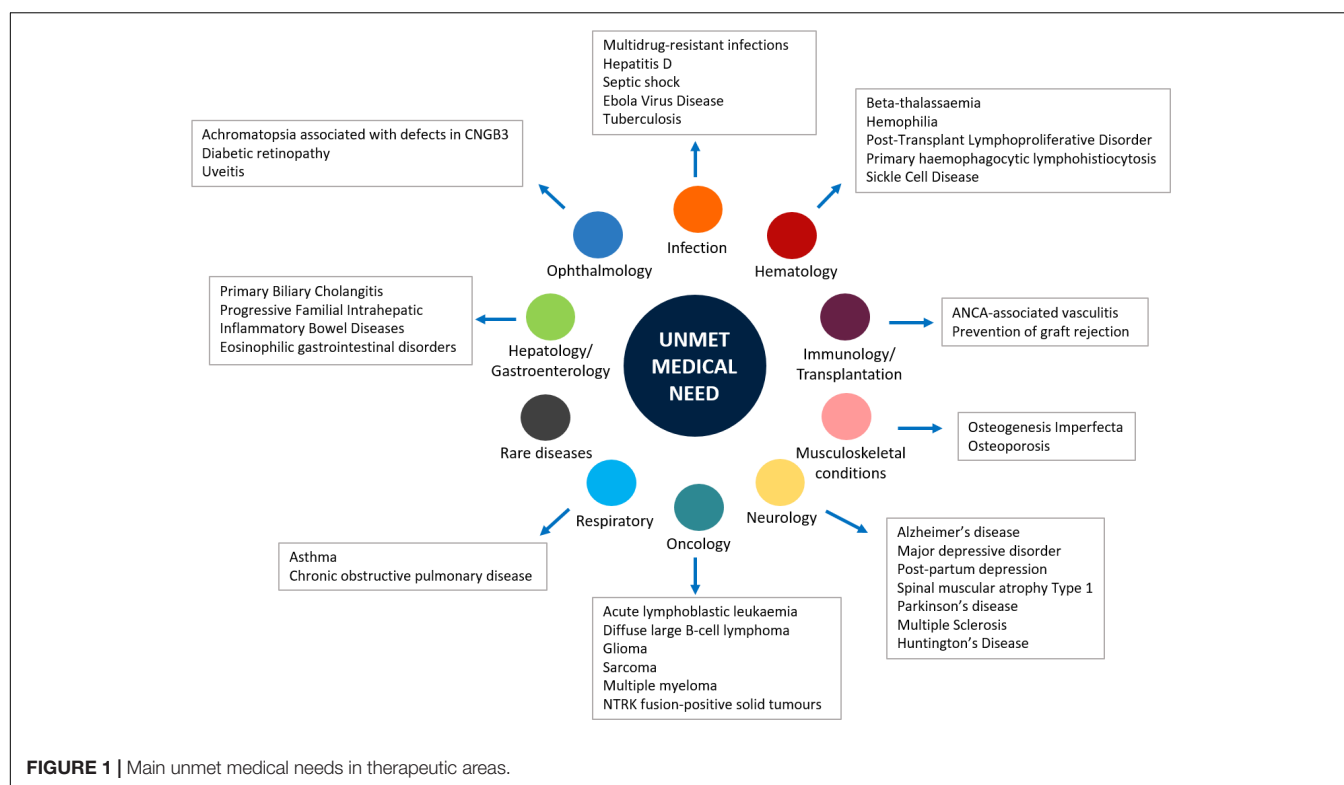 Multidrug-resistant infections
Hepatitis D
Septic shock
Ebola Virus Disease
Tuberculosis
Beta-thalassaemia
Hemophilia
Post-Transplant Lymphoproliferative Disorder
Primary haemophagocytic lymphohistiocytosis
Sickle Cell Disease
Achromatopsia associated with defects in CNGB3
Diabetic retinopathy
Uveitis
Infection
Ophthalmology
Hematology
Primary Biliary Cholangitis
Progressive Familial Intrahepatic
Inflammatory Bowel Diseases
Eosinophilic gastrointestinal disorders
Hepatology/
Gastroenterology
UNMET
MEDICAL
NEED
Immunology/
Transplantation
ANCA-associated vasculitis
Prevention of graft rejection
Rare diseases
Musculoskeletal
conditions
Osteogenesis Imperfecta
Osteoporosis
Respiratory
Oncology
Neurology
Asthma
Chronic obstructive pulmonary disease
Acute lymphoblastic leukaemia
Diffuse large B-cell lymphoma
Glioma
Sarcoma
Multiple myeloma
NTRK fusion-positive solid tumours
Alzheimer's disease
Major depressive disorder
Post-partum depression
Spinal muscular atrophy Type 1
Parkinson's disease
Multiple Sclerosis
Huntington's Disease
FIGURE 1 | Main unmet medical needs in therapeutic areas.